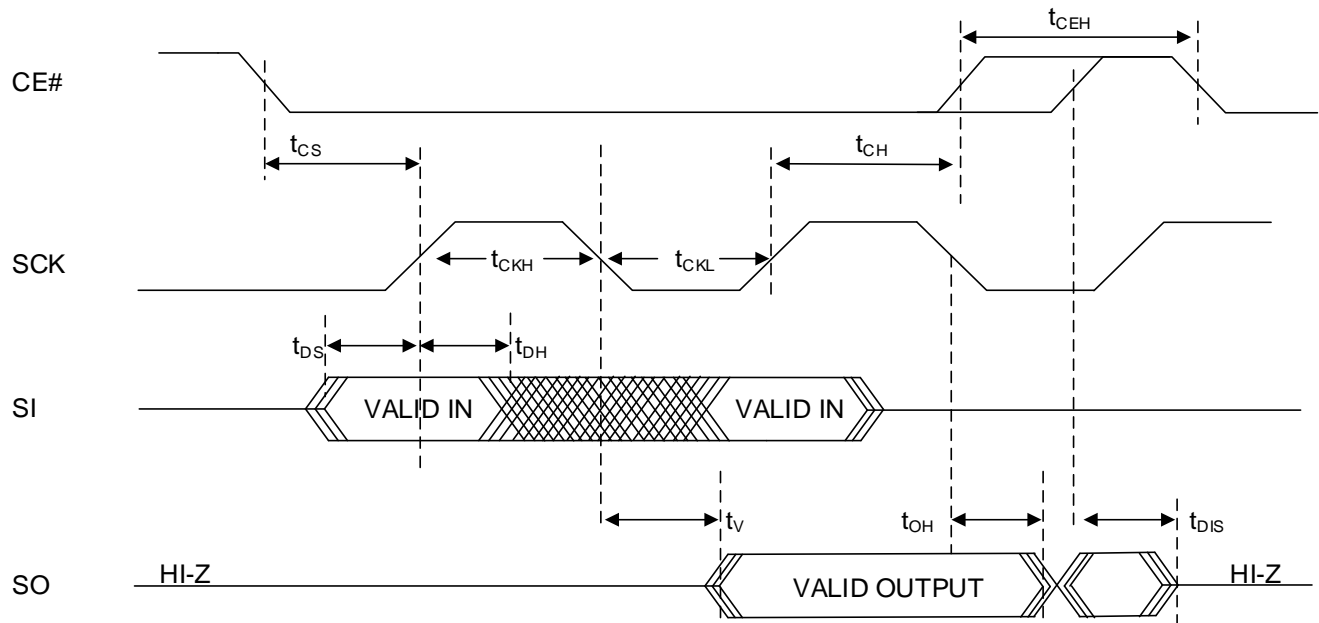 tCEH
CE#
tCS
tCH
SCK
tCKH
tCKL
tDS
tDH
SI
VALID IN
VALID IN
tV
tOH
tDIS
SO
HI-Z
VALID OUTPUT
HI-Z